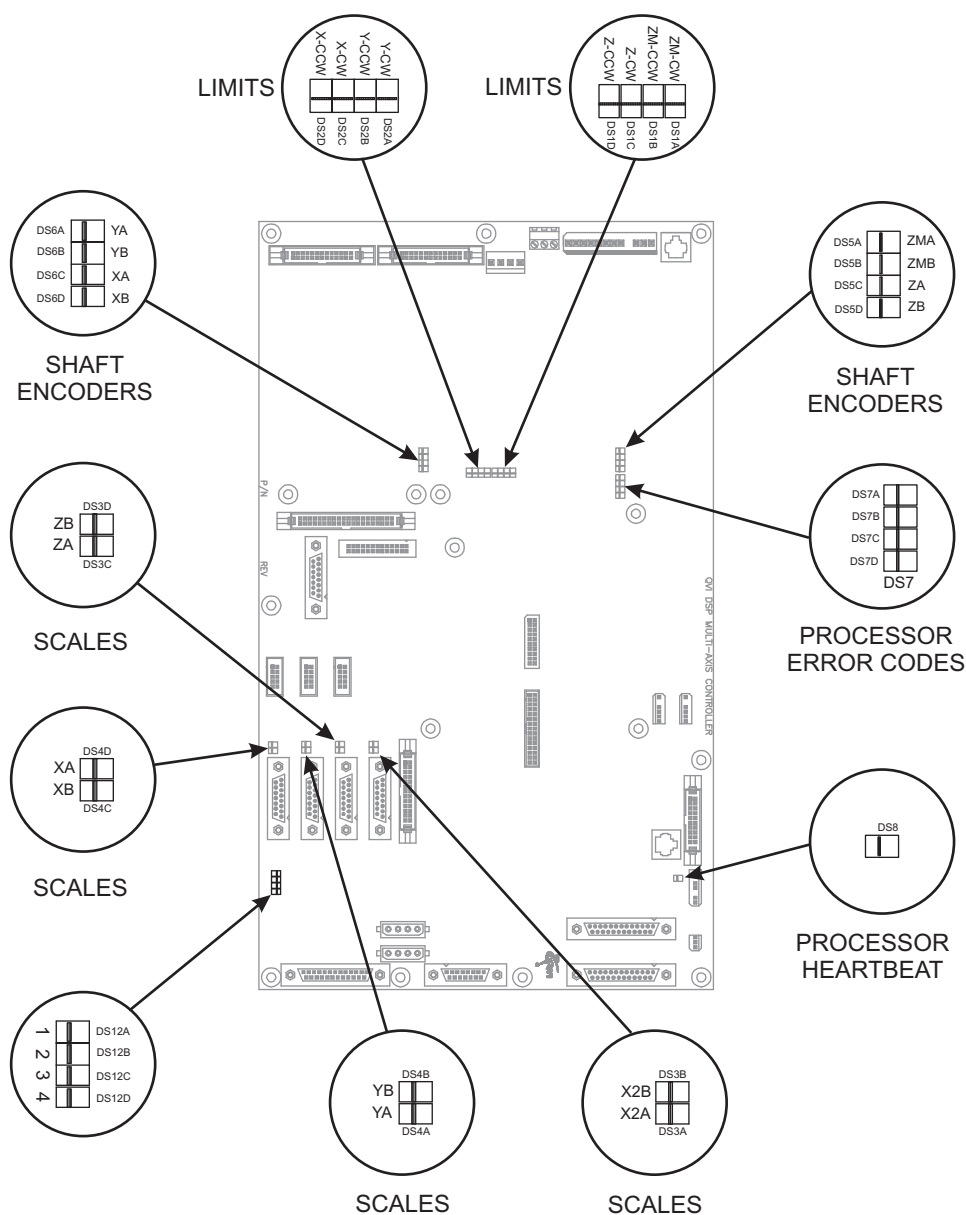 LIMITS
X-CCW
X-CW
Y-CCW
Y-CW
DS2D
DS2C
DS2B
DS2A
LIMITS
Z-CCW
Z-CW
ZM-CCW
ZM-CW
DS1D
DS1C
DS1B
DS1A
DS6A YA
DS6B YB
DS6C XA
DS6D XB
SHAFT
ENCODERS
DS5A ZMA
DS5B ZMB
DS5C ZA
DS5D ZB
SHAFT
ENCODERS
P/N
REV
QVI DSP MULTI-AXIS CONTROLLER
DS3D
ZB
ZA
DS3C
SCALES
DS7A
DS7B
DS7C
DS7D
DS7
PROCESSOR
ERROR CODES
DS4D
XA
XB
DS4C
SCALES
DS8
PROCESSOR
HEARTBEAT
1 DS12A
2 DS12B
3 DS12C
4 DS12D
DS4B
YB
YA
DS4A
SCALES
DS3B
X2B
X2A
DS3A
SCALES